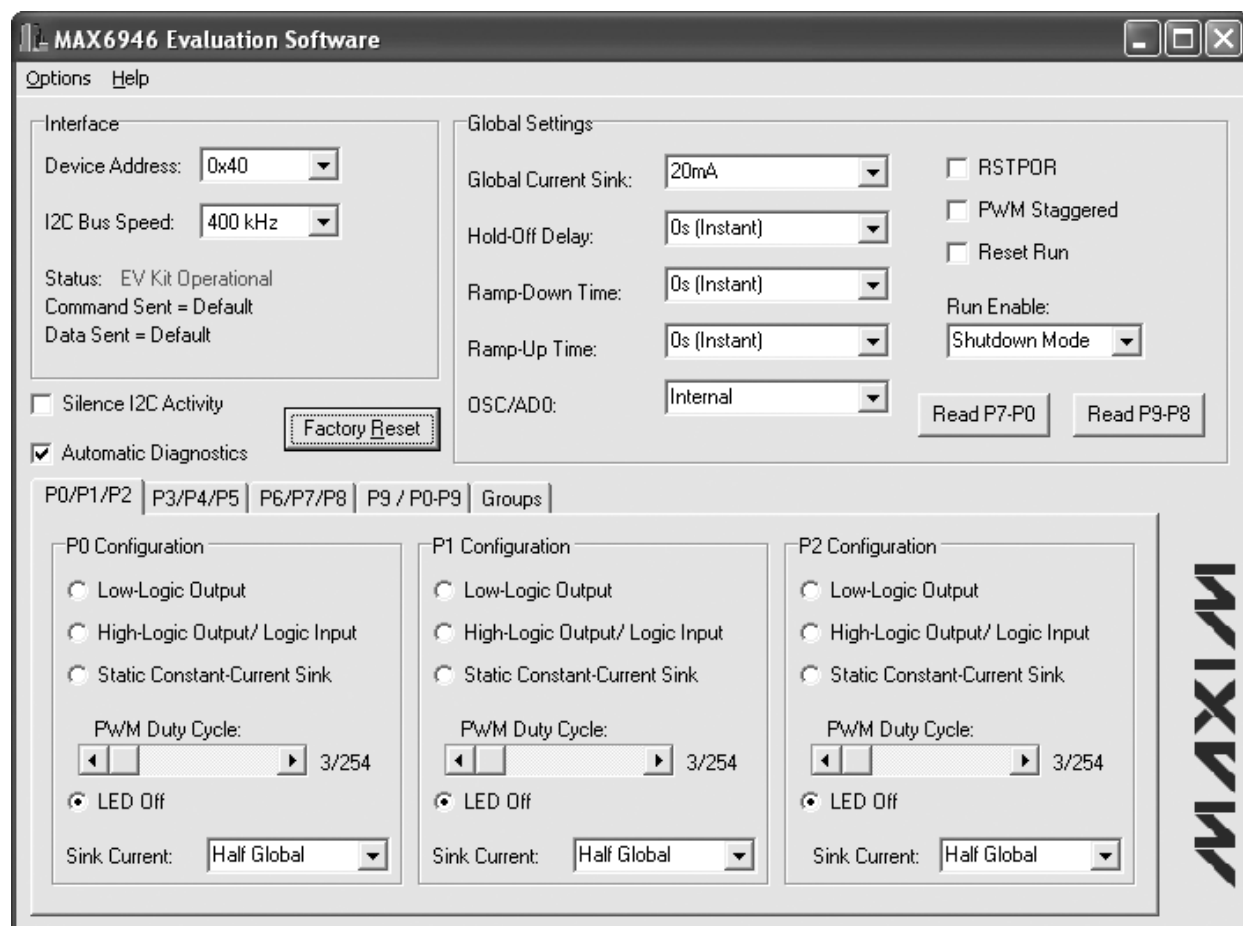 MAX6946 Evaluation Software
Options Help
Interface
Device Address: 0x40
I2C Bus Speed: 400 kHz
Status: EV Kit Operational
Command Sent = Default
Data Sent = Default
Silence I2C Activity
Automatic Diagnostics
Factory Reset
Global Settings
Global Current Sink: 20mA
Hold-Off Delay: 0s (Instant)
Ramp-Down Time: 0s (Instant)
Ramp-Up Time: 0s (Instant)
OSC/AD0: Internal
RSTPOR
PWM Staggered
Reset Run
Run Enable:
Shutdown Mode
Read P7-P0 Read P9-P8
P0/P1/P2 P3/P4/P5 P6/P7/P8 P9 / P0-P9 Groups
P0 Configuration
Low-Logic Output
High-Logic Output/ Logic Input
Static Constant-Current Sink
PWM Duty Cycle:
3/254
LED Off
Sink Current: Half Global
P1 Configuration
Low-Logic Output
High-Logic Output/ Logic Input
Static Constant-Current Sink
PWM Duty Cycle:
3/254
LED Off
Sink Current: Half Global
P2 Configuration
Low-Logic Output
High-Logic Output/ Logic Input
Static Constant-Current Sink
PWM Duty Cycle:
3/254
LED Off
Sink Current: Half Global
MAXIM